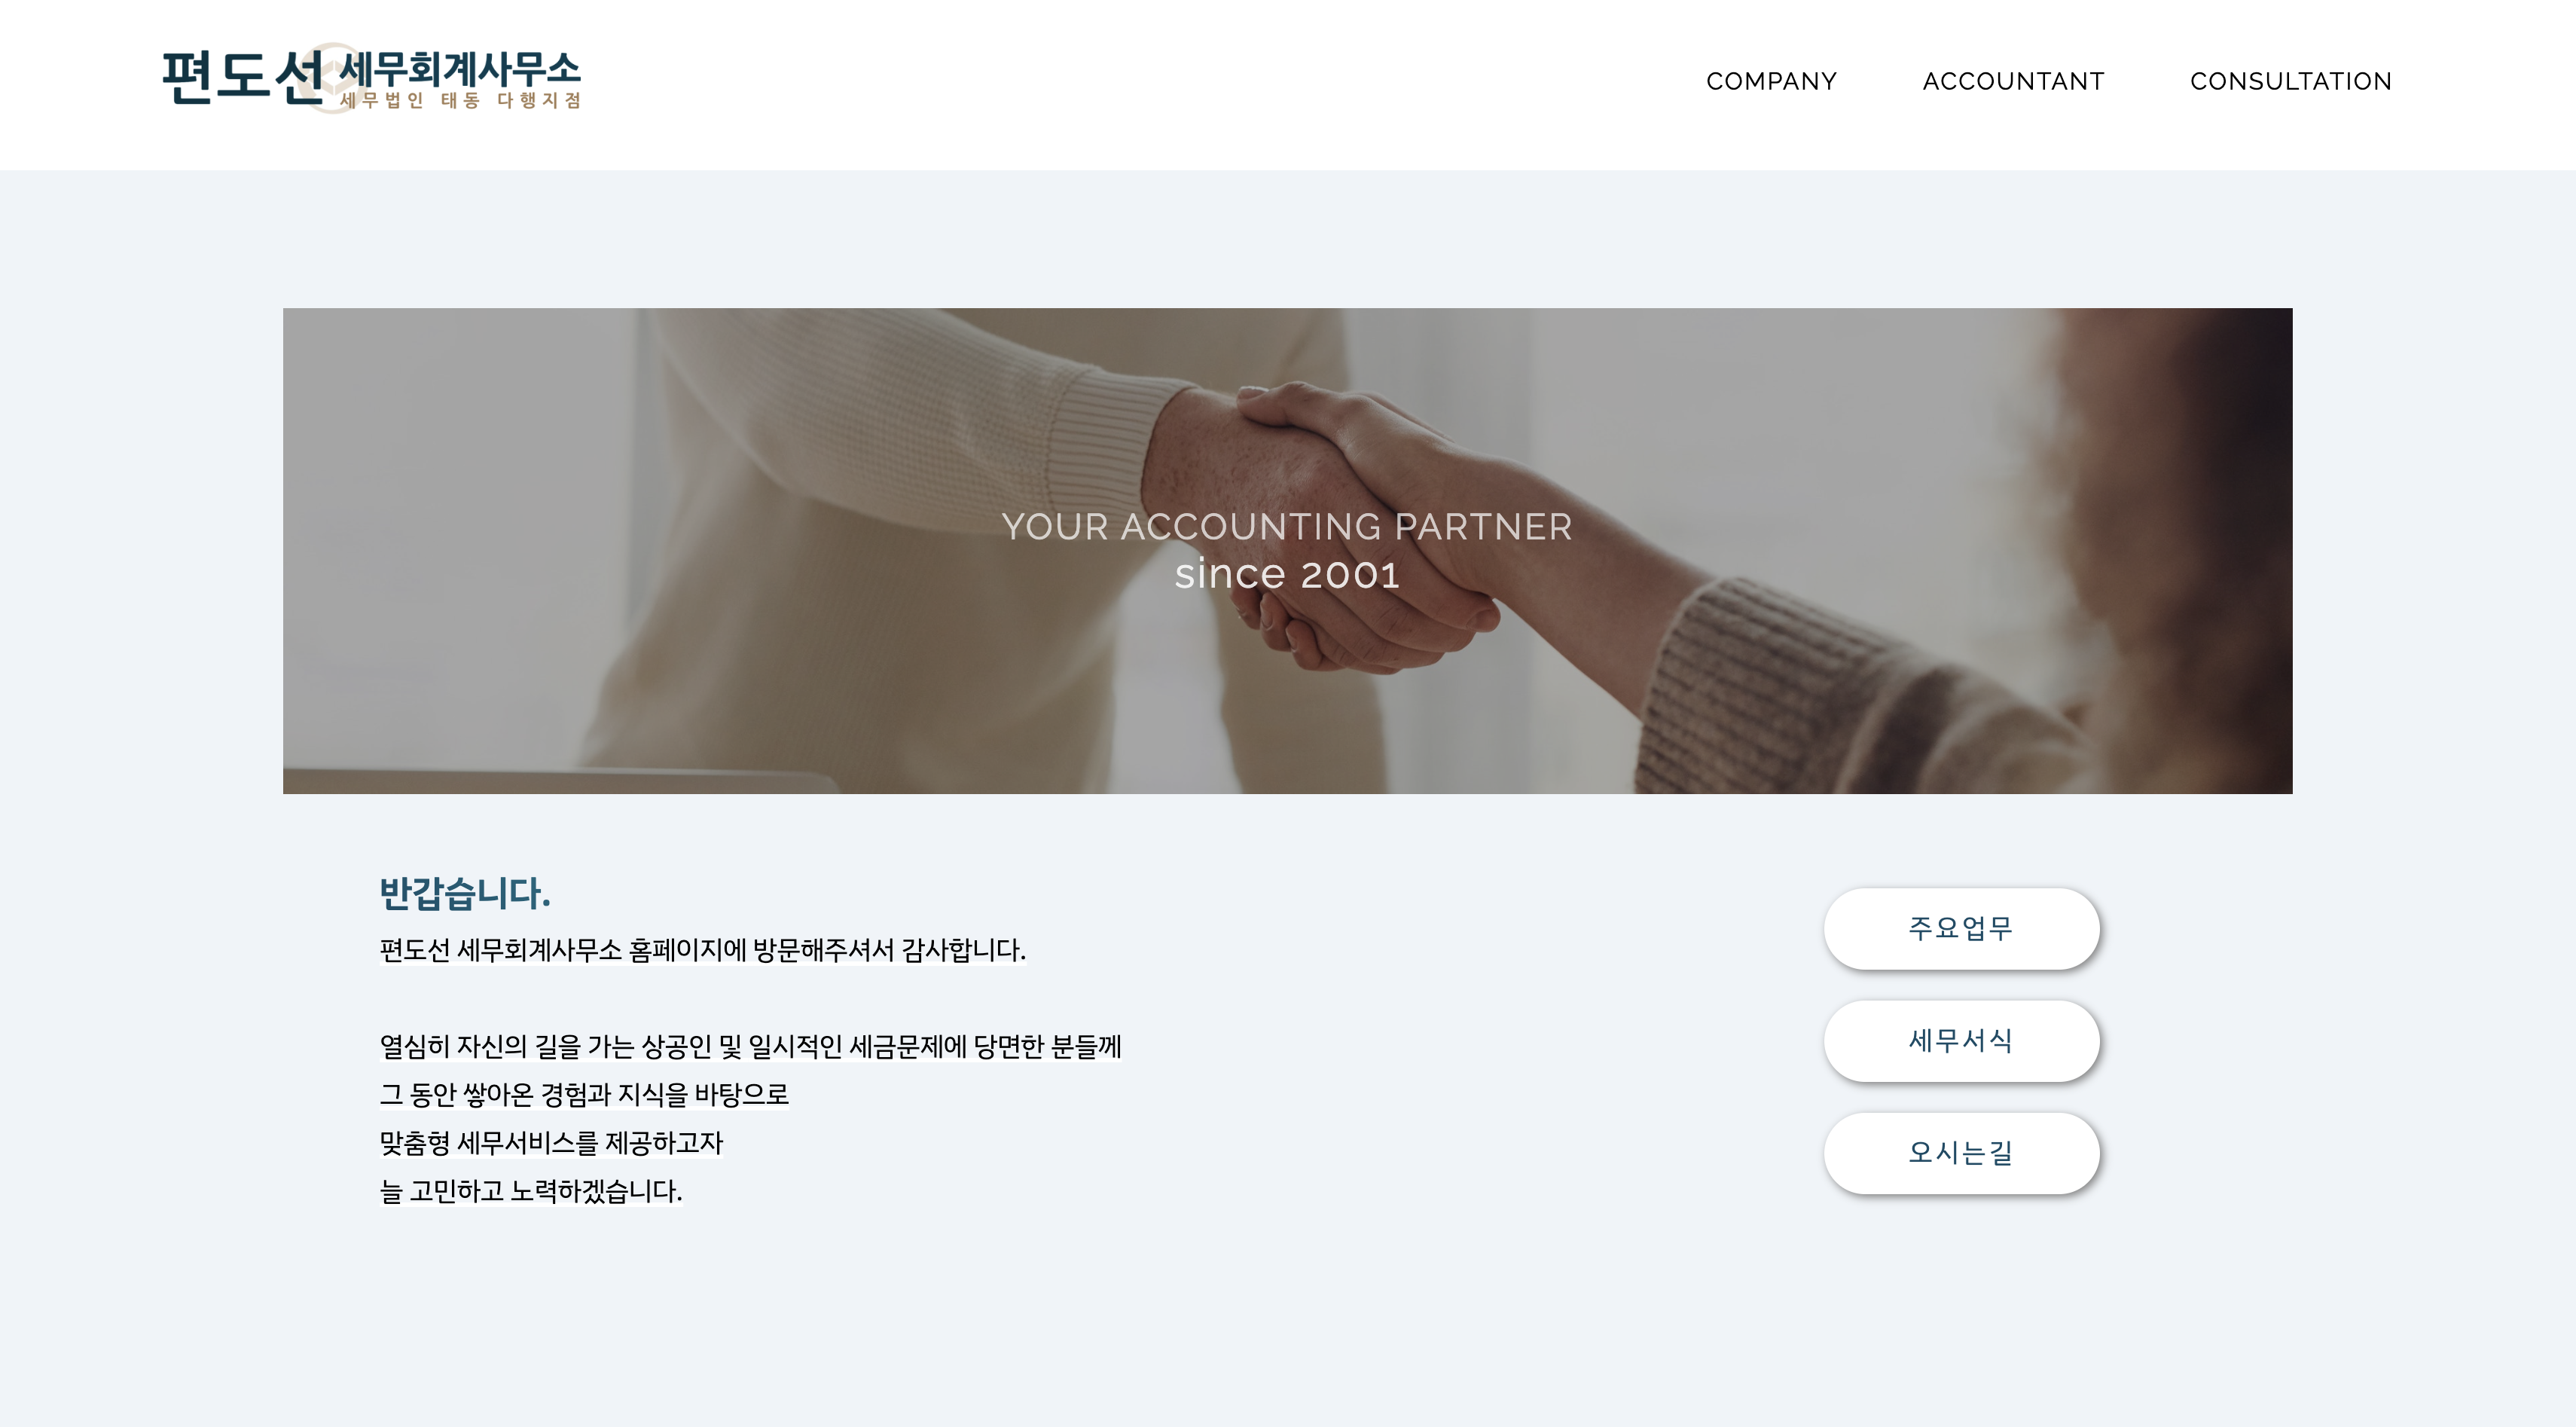 편도선 세무회계사무소
세무법인 태동 다행지점
COMPANY
ACCOUNTANT
CONSULTATION
YOUR ACCOUNTING PARTNER
since 2001
반갑습니다.
편도선 세무회계사무소 홈페이지에 방문해주셔서 감사합니다.
열심히 자신의 길을 가는 상공인 및 일시적인 세금문제에 당면한 분들께
그 동안 쌓아온 경험과 지식을 바탕으로
맞춤형 세무서비스를 제공하고자
늘 고민하고 노력하겠습니다.
주요업무
세무서식
오시는길